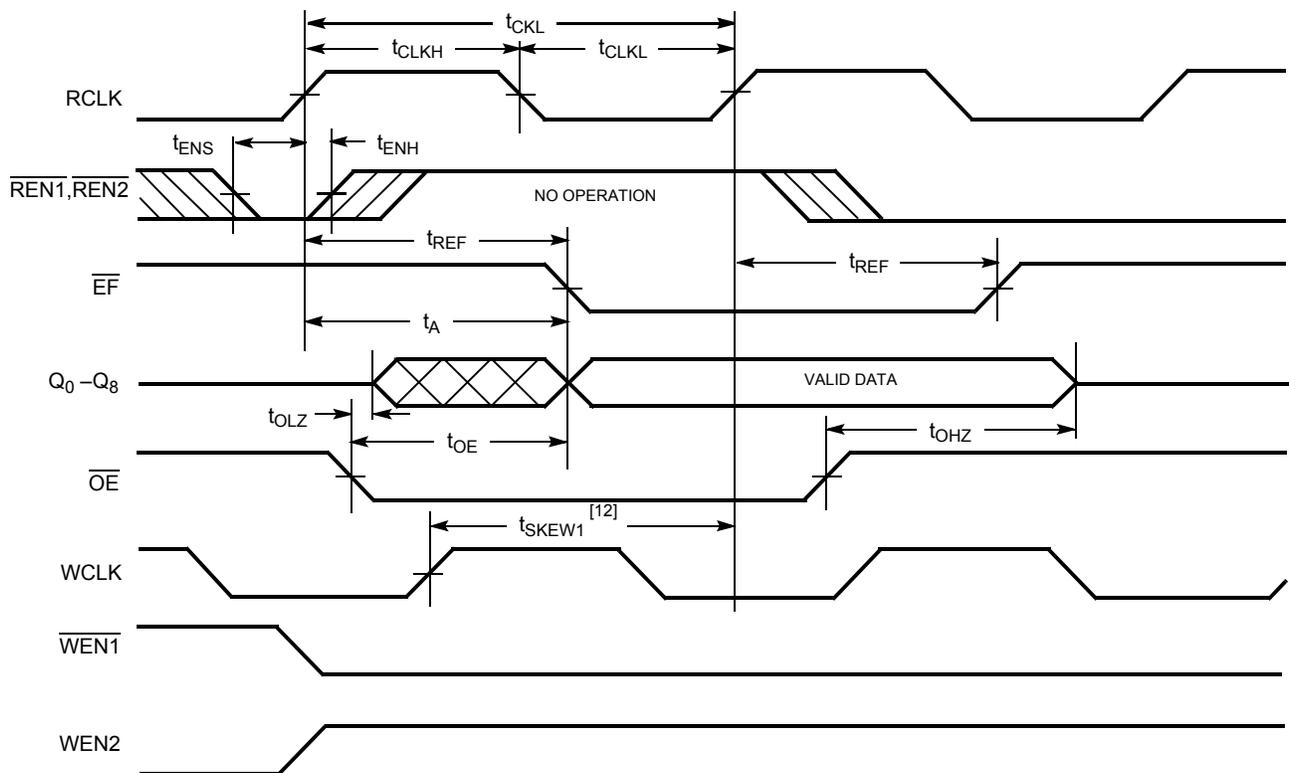 tCKL
tCLKH tCLKL
RCLK
tENS tENH
REN1,REN2 NO OPERATION
tREF
tREF
EF
tA
Q0 –Q8 VALID DATA
tOLZ
tOE tOHZ
OE
tSKEW1 [12]
WCLK
WEN1
WEN2